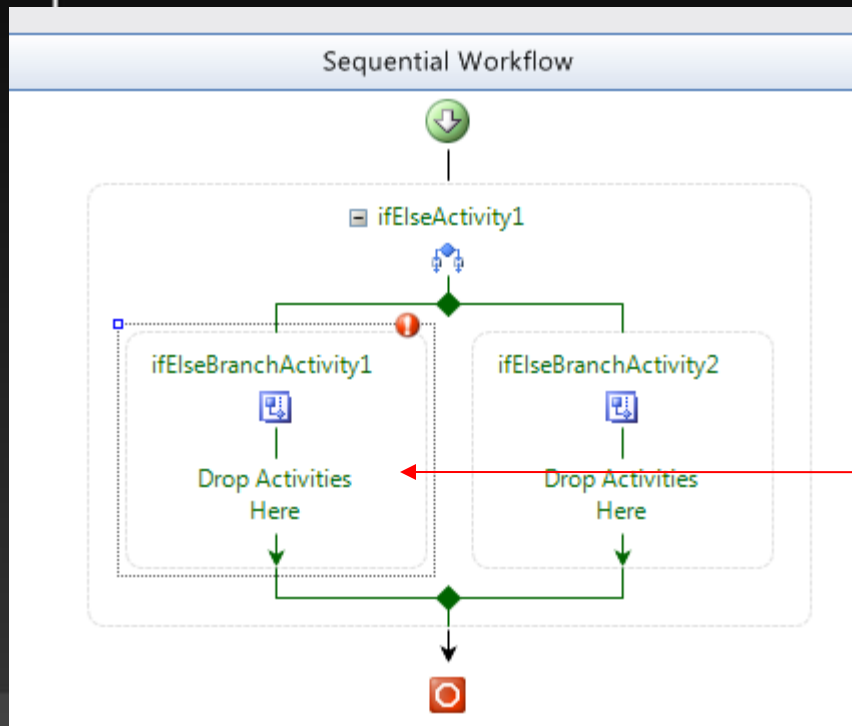 Sequential Workflow
ifElseActivity1
ifElseBranchActivity1
ifElseBranchActivity2
Drop Activities
Here
Drop Activities
Here